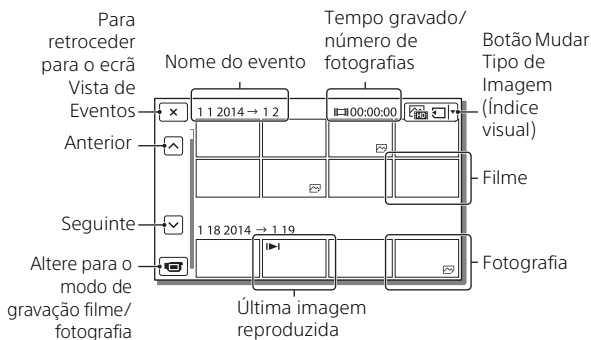 Para
retroceder
para o ecrã
Vista de
Eventos
Nome do evento
Tempo gravado/
número de
fotografias
Botão Mudar
Tipo de
Imagem
(Índice
visual)
1 1 2014 → 1 2
00:00:00
HD
Anterior
Filme
Seguinte
1 18 2014 → 1 19
Altere para o
modo de
gravação filme/
fotografia
Última imagem
reproduzida
Fotografia